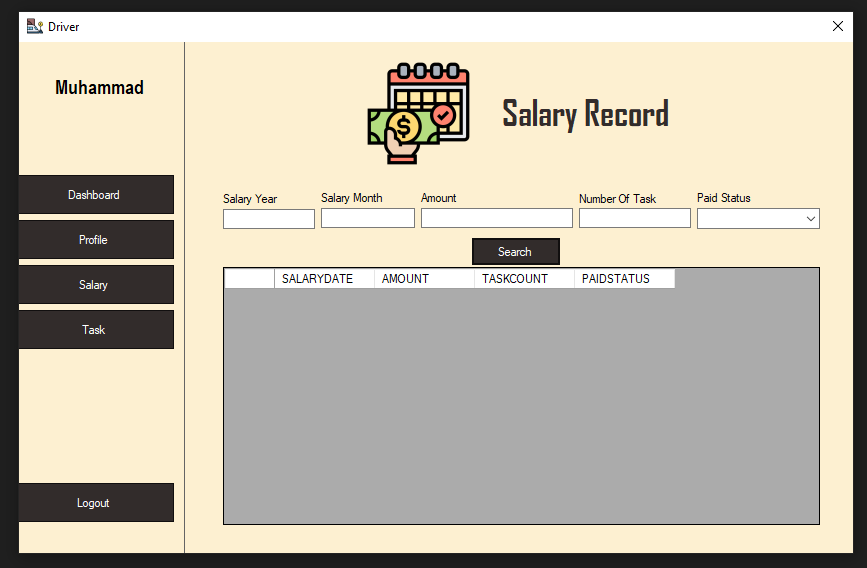 Driver
Muhammad
Salary Record
Dashboard
Profile
Salary
Task
Logout
Salary Year
Salary Month
Amount
Number Of Task
Paid Status
Search
SALARYDATE AMOUNT TASKCOUNT PAIDSTATUS
$